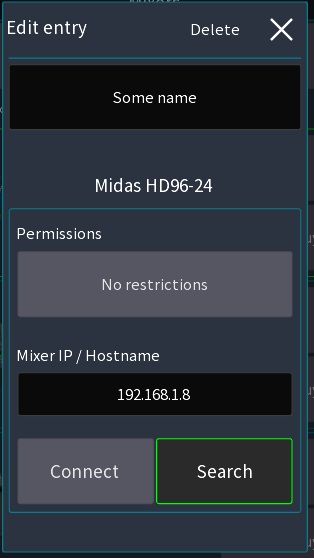 Edit entry
Delete
Some name
Midas HD96-24
Permissions
No restrictions
Mixer IP / Hostname
192.168.1.8
Connect
Search